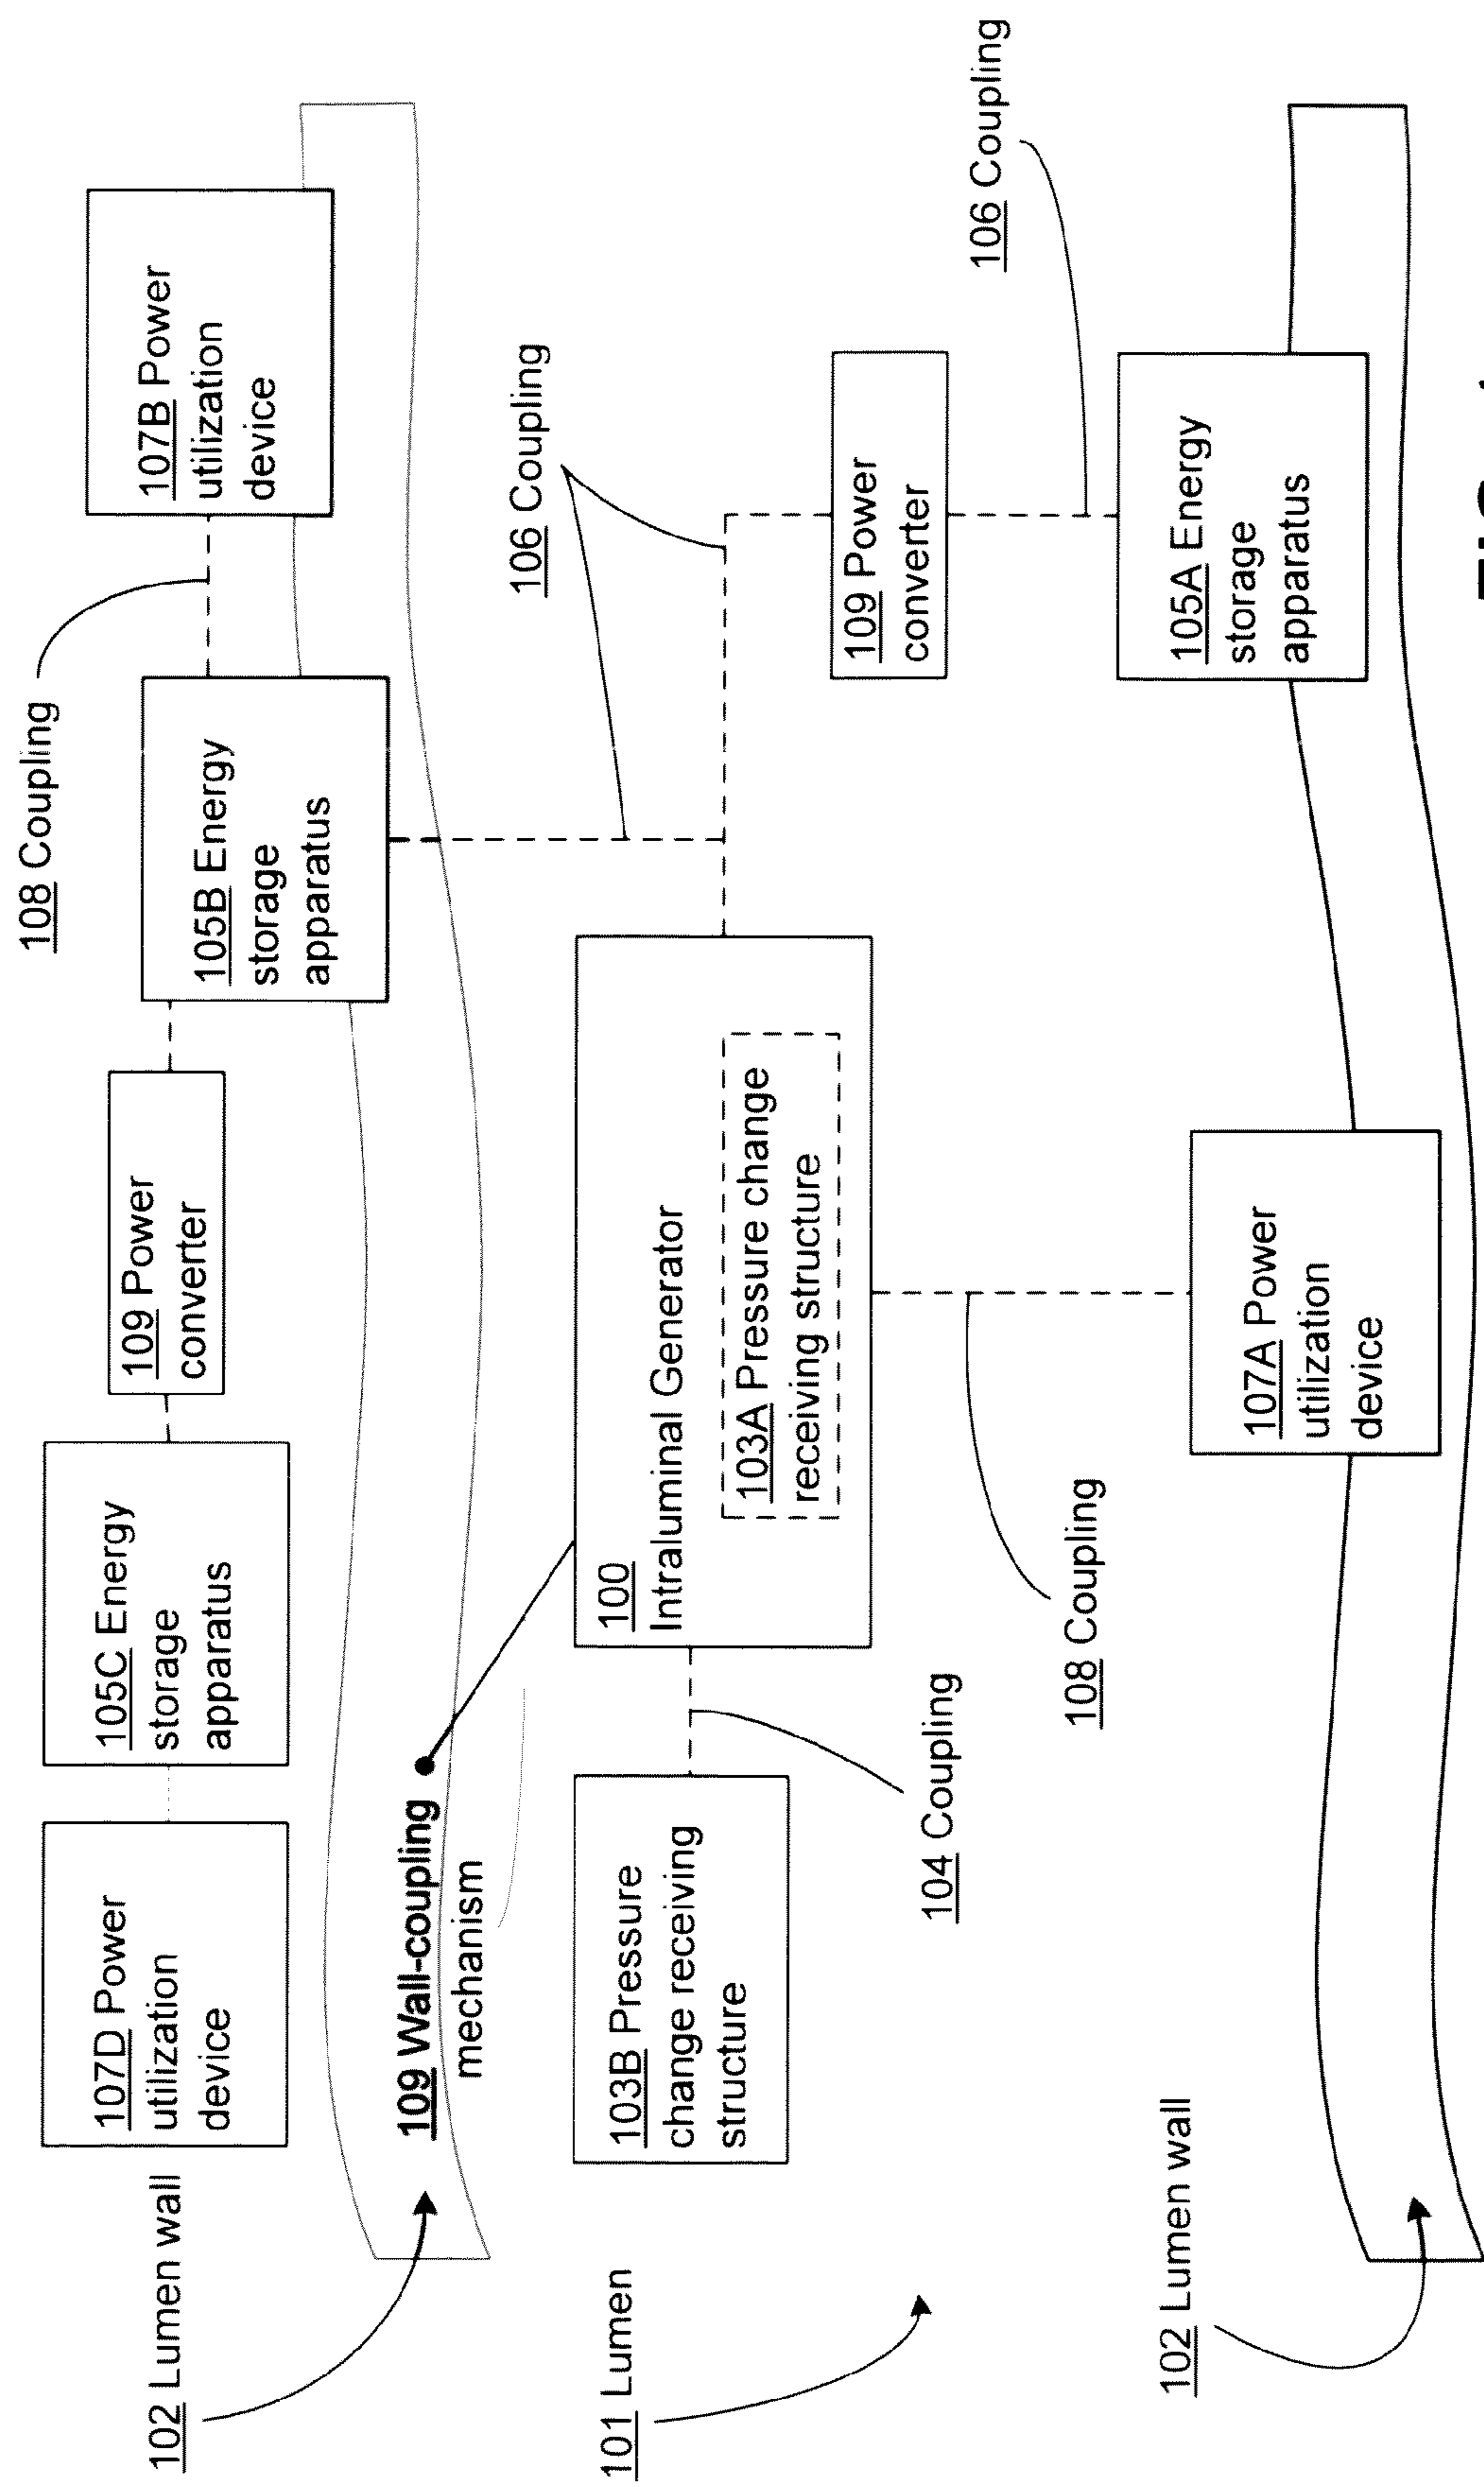 108 Coupling
107D Power
utilization
device
105C Energy
storage
apparatus
109 Power
converter
105B Energy
storage
apparatus
107B Power
utilization
device
102 Lumen wall
109 Wall-coupling
mechanism
106 Coupling
100
Intraluminal Generator
103A Pressure change
receiving structure
103B Pressure
change receiving
structure
101 Lumen
109 Power
converter
104 Coupling
106 Coupling
108 Coupling
105A Energy
storage
apparatus
107A Power
utilization
device
102 Lumen wall